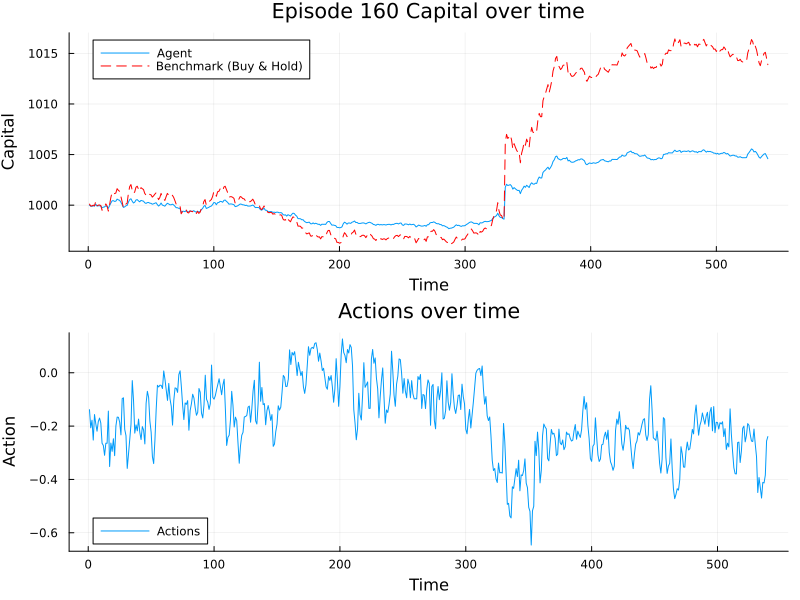 Episode 160 Capital over time
Agent
Benchmark (Buy & Hold)
Capital
1015
1010
1005
1000
0 100 200 300 400 500
Time
Actions over time
Action
0.0
−0.2
−0.4
−0.6
Actions
0 100 200 300 400 500
Time